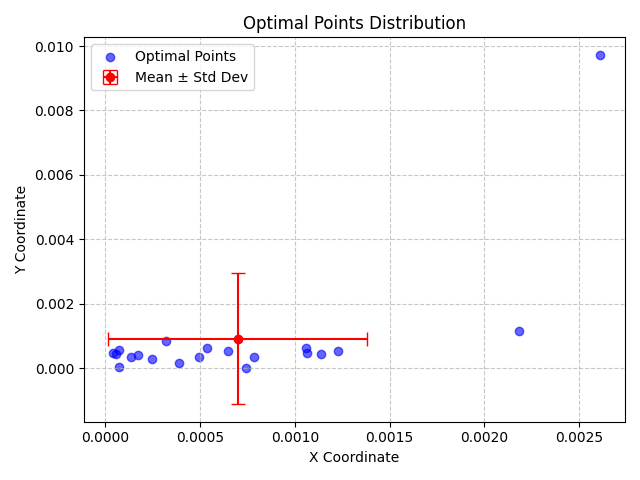 Optimal Points Distribution
Optimal Points
Mean ± Std Dev
Y Coordinate
0.010
0.008
0.006
0.004
0.002
0.000
0.0000 0.0005 0.0010 0.0015 0.0020 0.0025
X Coordinate